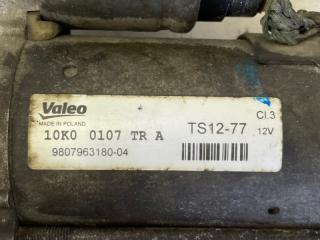 Valeo
MADE IN POLAND
10K0 0107 TR A
9807963180-04
TS12-77
Cl.3
12V